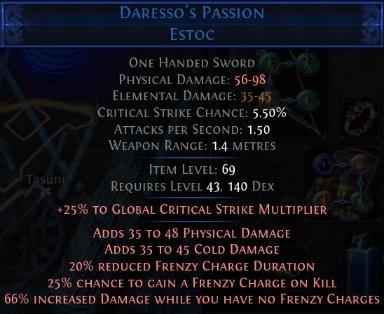 Daresso's Passion
Estoc
One Handed Sword
Physical Damage: 56-98
Elemental Damage: 35-45
Critical Strike Chance: 5.50%
Attacks per Second: 1.50
Weapon Range: 1.4 metres
Item Level: 69
Requires Level 43, 140 Dex
+25% to Global Critical Strike Multiplier
Adds 35 to 48 Physical Damage
Adds 35 to 45 Cold Damage
20% reduced Frenzy Charge Duration
25% chance to gain a Frenzy Charge on Kill
66% increased Damage while you have no Frenzy Charges
Tasuni